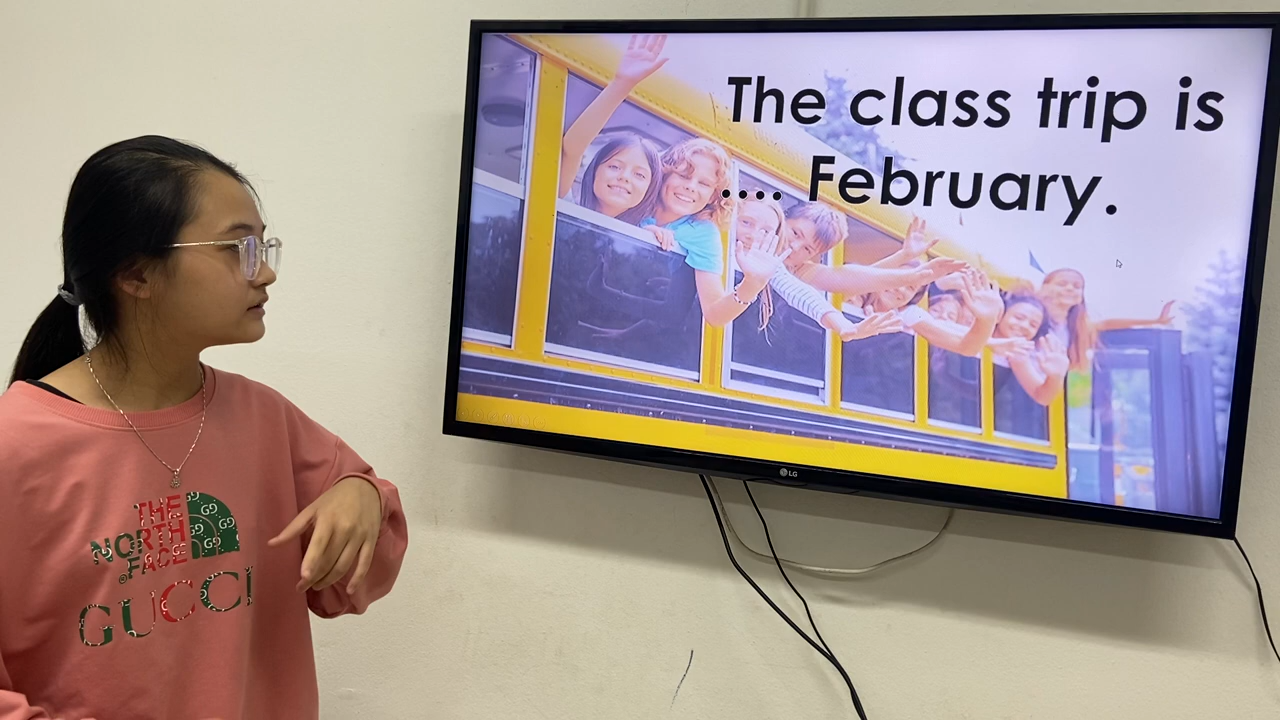 The class trip is
.... February.
LG
THE
NORTH
FACE
GUCCI